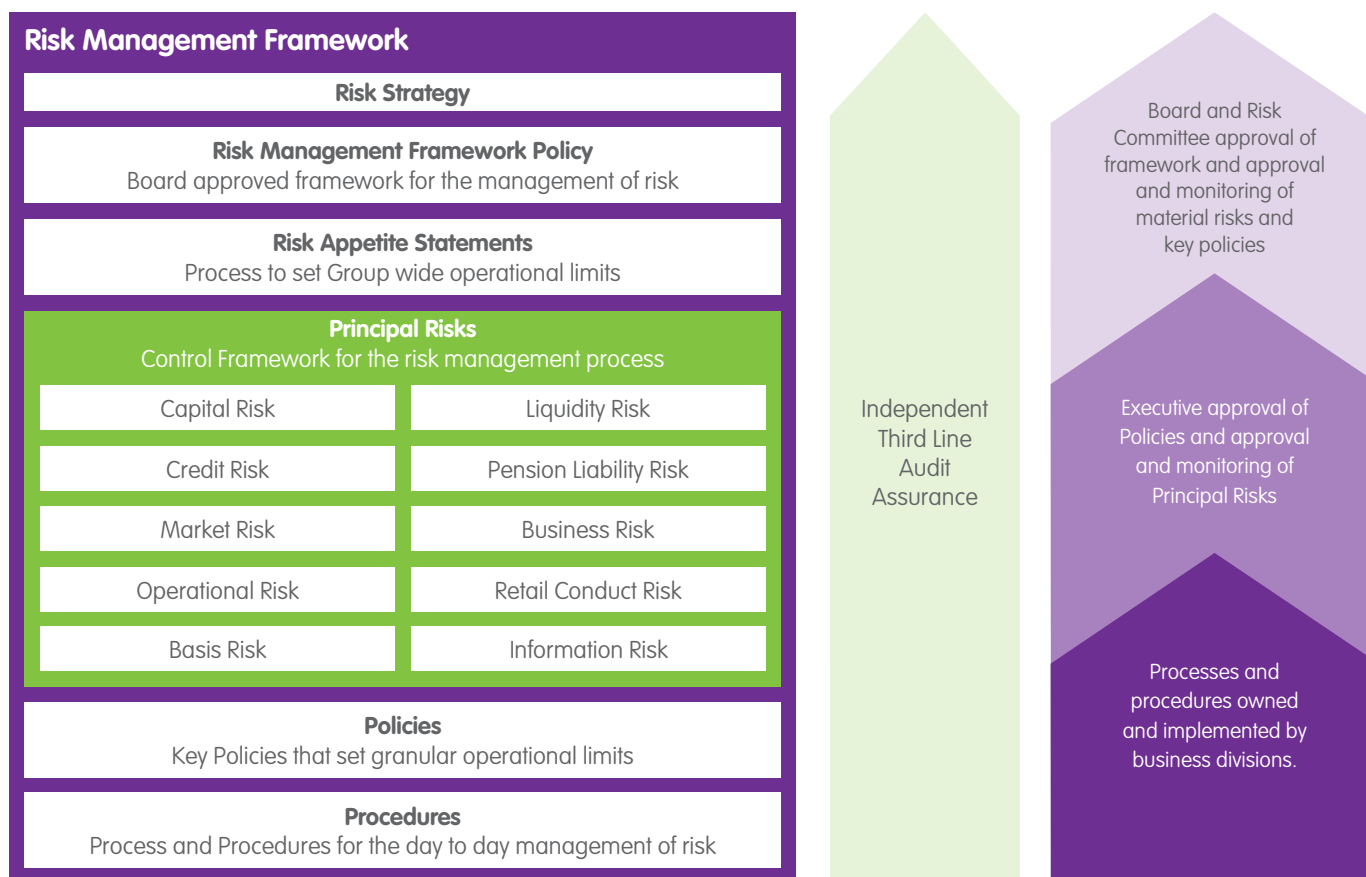 Risk Management Framework
Risk Strategy
Risk Management Framework Policy
Board approved framework for the management of risk
Risk Appetite Statements
Process to set Group wide operational limits
Principal Risks
Control Framework for the risk management process
Capital Risk
Liquidity Risk
Credit Risk
Pension Liability Risk
Market Risk
Business Risk
Operational Risk
Retail Conduct Risk
Basis Risk
Information Risk
Policies
Key Policies that set granular operational limits
Procedures
Process and Procedures for the day to day management of risk
Independent
Third Line
Audit
Assurance
Board and Risk
Committee approval of
framework and approval
and monitoring of
material risks and
key policies
Executive approval of
Policies and approval
and monitoring of
Principal Risks
Processes and
procedures owned
and implemented by
business divisions.